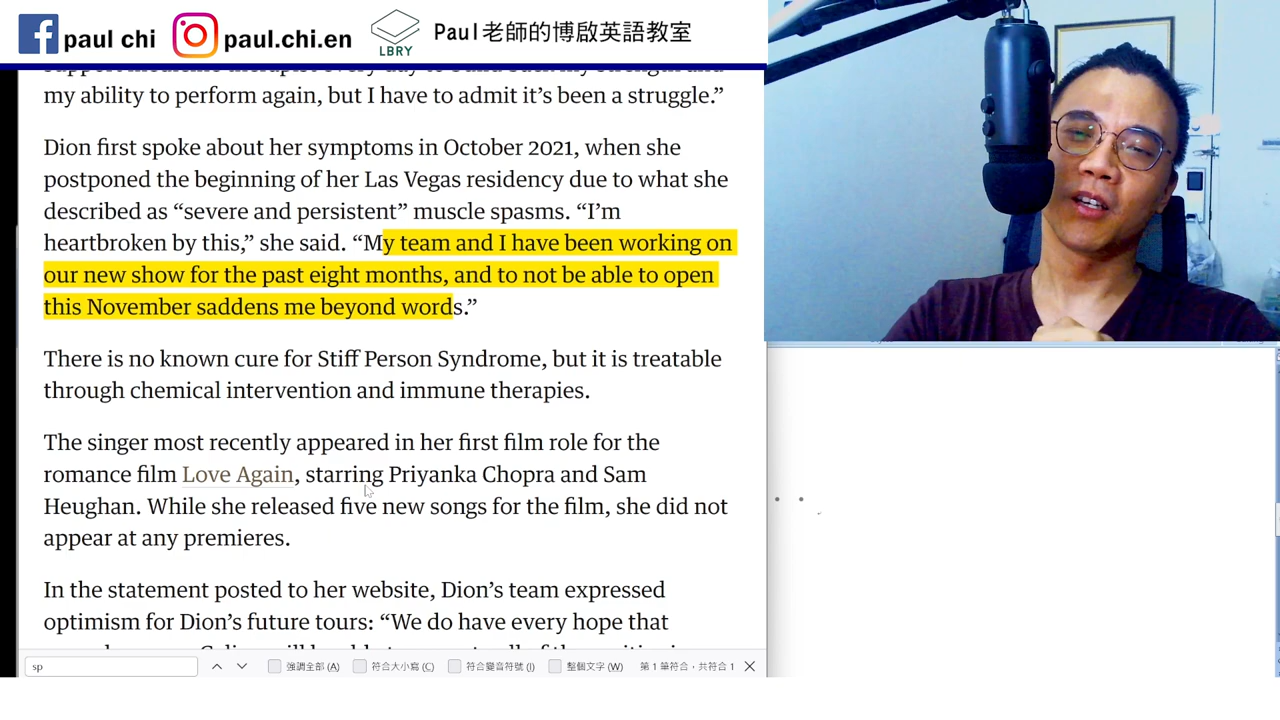 paul chi
paul.chi.en
LBRY
Paul老師的博啟英語教室
my ability to perform again, but I have to admit it’s been a struggle.”
Dion first spoke about her symptoms in October 2021, when she
postponed the beginning of her Las Vegas residency due to what she
described as “severe and persistent” muscle spasms. “I’m
heartbroken by this,” she said. “My team and I have been working on
our new show for the past eight months, and to not be able to open
this November saddens me beyond words.”
There is no known cure for Stiff Person Syndrome, but it is treatable
through chemical intervention and immune therapies.
The singer most recently appeared in her first film role for the
romance film Love Again, starring Priyanka Chopra and Sam
Heughan. While she released five new songs for the film, she did not
appear at any premieres.
In the statement posted to her website, Dion’s team expressed
optimism for Dion’s future tours: “We do have every hope that
sp
強調全部 (A)
符合大小寫 (C)
符合變音符號 (I)
整個文字 (W)
第 1 筆符合，共符合 1